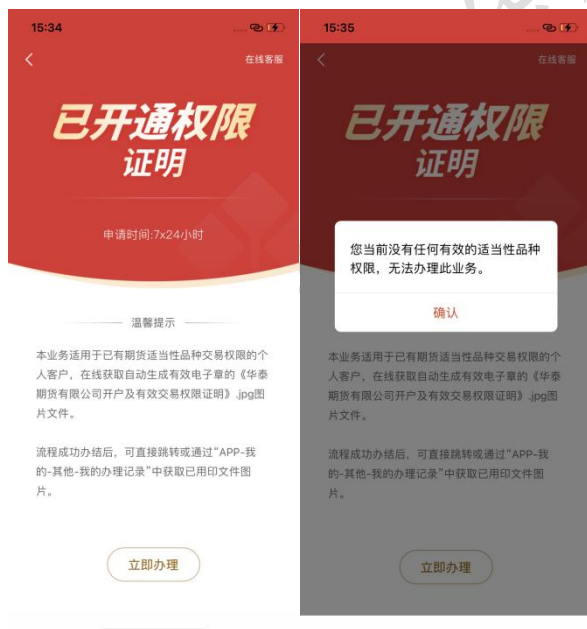 15:34
在线客服
已开通权限
证明
申请时间:7x24小时
温馨提示
本业务适用于已有期货适当性品种交易权限的个
人客户，在线获取自动生成有效电子章的《华泰
期货有限公司开户及有效交易权限证明》.jpg图
片文件。
流程成功办结后，可直接跳转或通过“APP-我
的-其他-我的办理记录”中获取已用印文件图
片。
立即办理
15:35
在线客服
已开通权限
证明
您当前没有任何有效的适当性品种
权限，无法办理此业务。
确认
本业务适用于已有期货适当性品种交易权限的个
人客户，在线获取自动生成有效电子章的《华泰
期货有限公司开户及有效交易权限证明》.jpg图
片文件。
流程成功办结后，可直接跳转或通过“APP-我
的-其他-我的办理记录”中获取已用印文件图
片。
立即办理